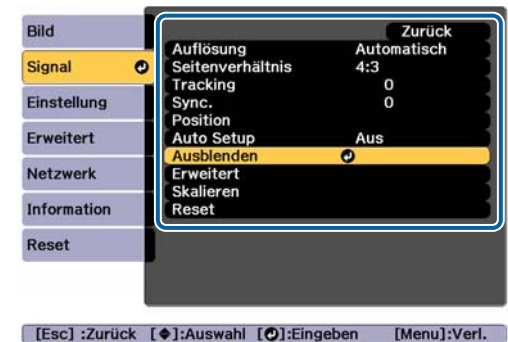 Bild
Signal
Einstellung
Erweitert
Netzwerk
Information
Reset
Zurück
Auflösung Automatisch
Seitenverhältnis 4:3
Tracking 0
Sync. 0
Position
Auto Setup Aus
Ausblenden
Erweitert
Skalieren
Reset
[Esc] :Zurück [◆]:Auswahl [⏎]:Eingeben [Menu]:Verl.